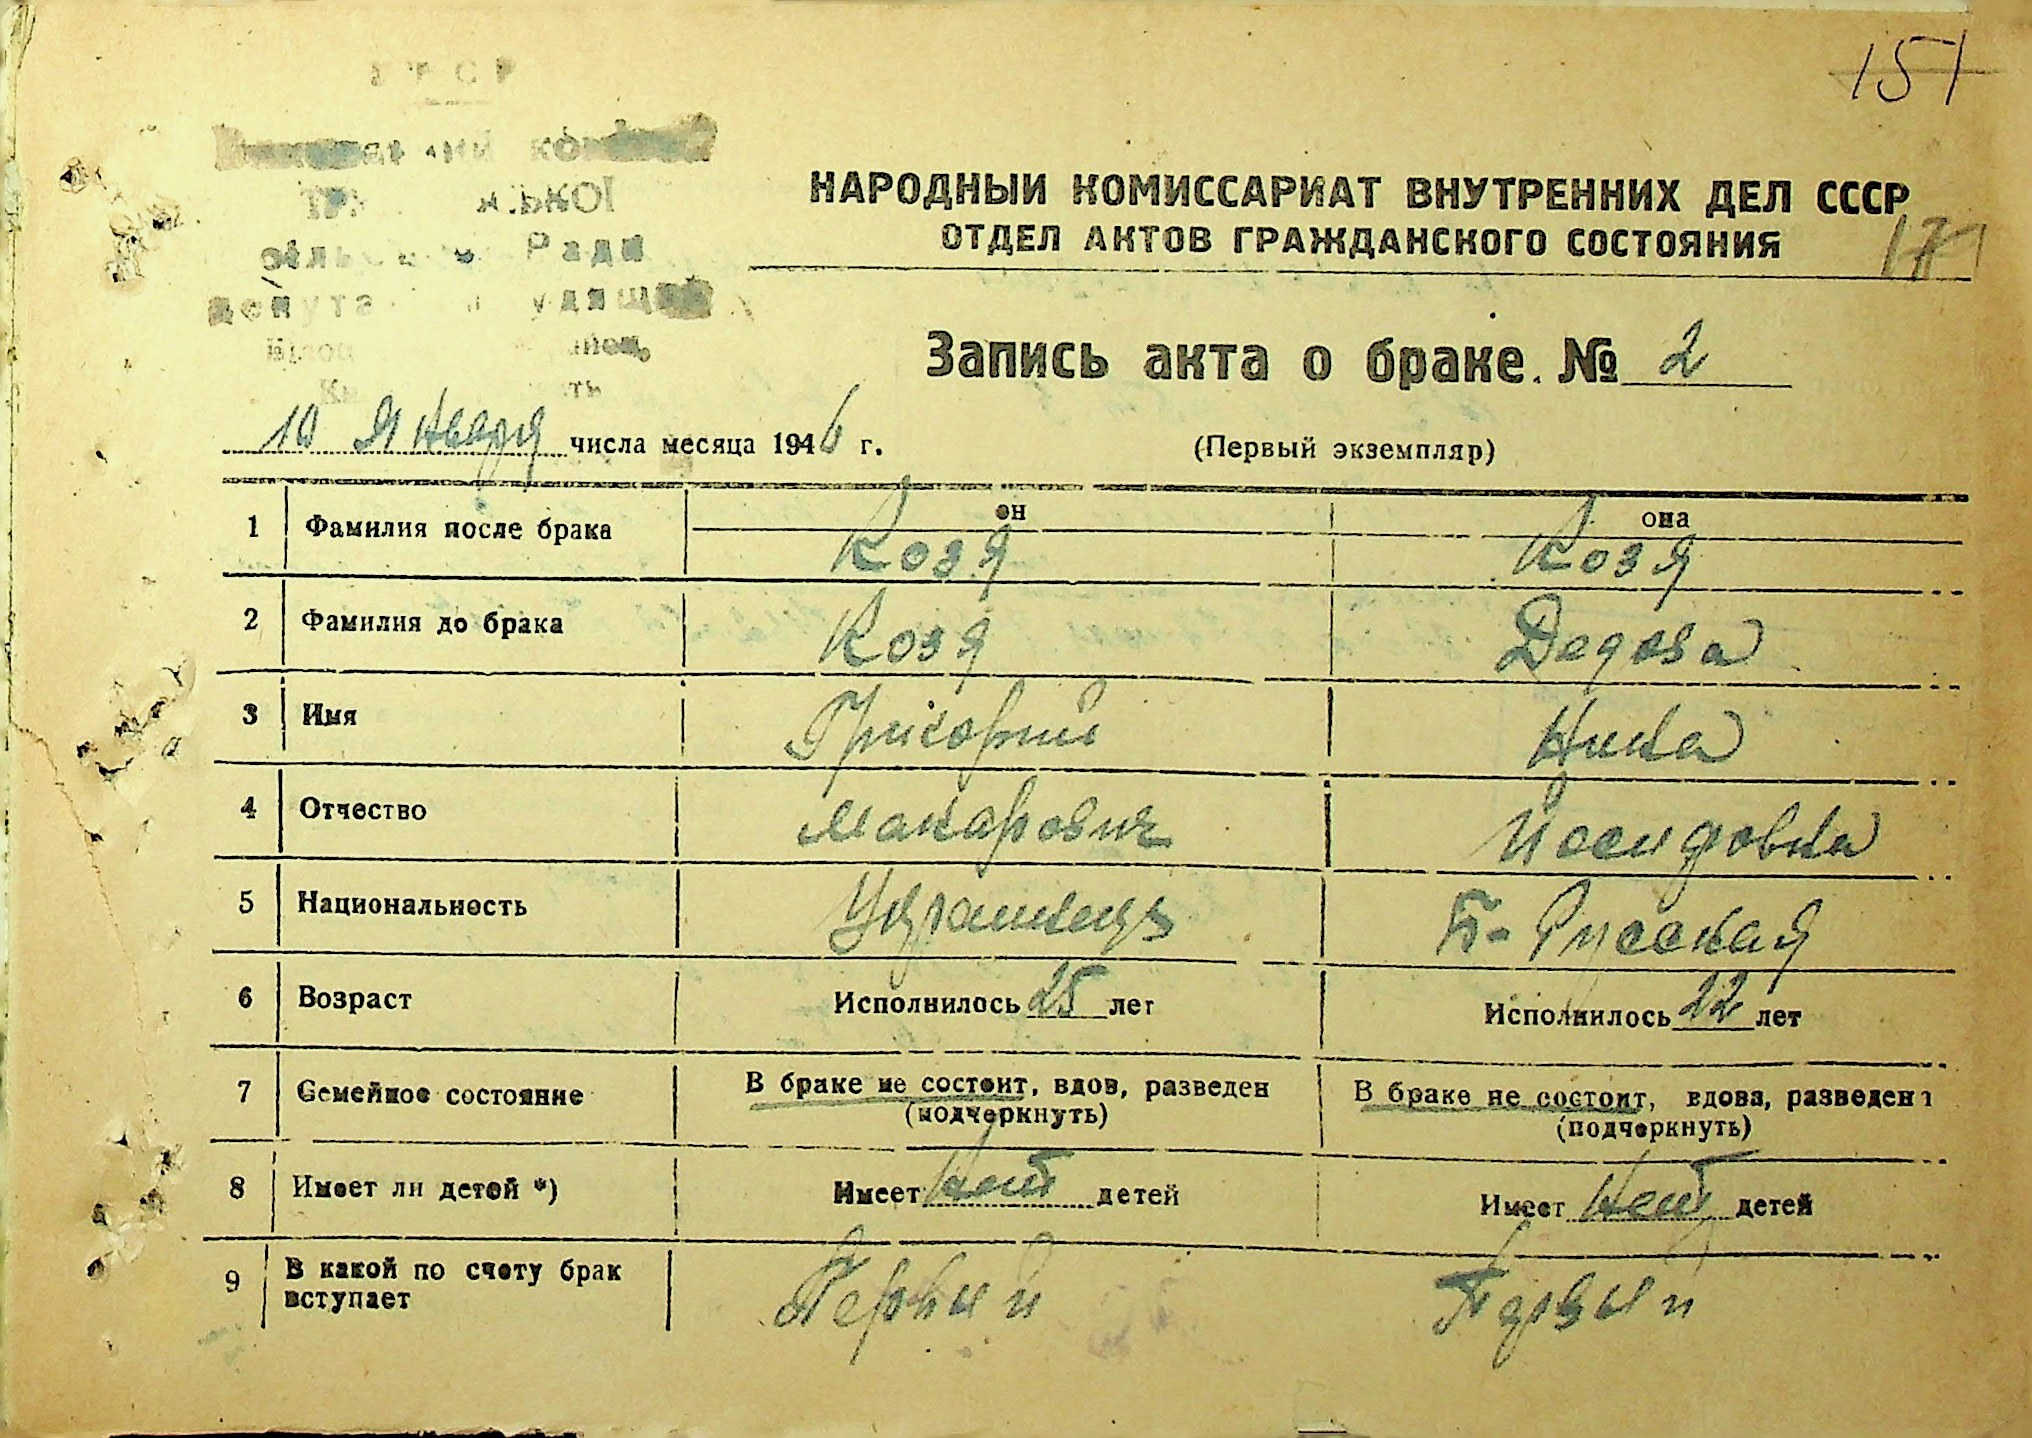 151
НАРОДНЫЙ КОМИССАРИАТ ВНУТРЕННИХ ДЕЛ СССР
ОТДЕЛ АКТОВ ГРАЖДАНСКОГО СОСТОЯНИЯ
171
Ради
Запись акта о браке. № 2
10 Января числа месяца 1946 г.
(Первый экземпляр)
он она
1 Фамилия после брака Козя Козя
2 Фамилия до брака Козя Дедова
3 Имя Григорий Нина
4 Отчество Макарович Иосифовна
5 Национальность Украинец Б-Русская
6 Возраст Исполнилось 25 лет Исполнилось 22 лет
7 Семейное состояние В браке не состоит, вдов, разведен В браке не состоит, вдова, разведена
(подчеркнуть) (подчеркнуть)
8 Имеет ли детей *) Имеет Нет детей Имеет Нет детей
9 В какой по счету брак вступает Первый Первый